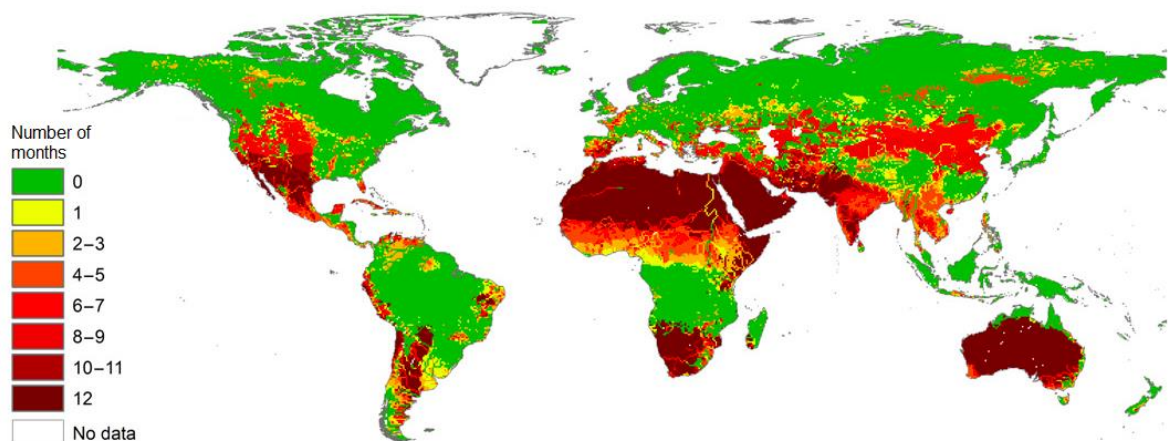 Number of
months
0
1
2–3
4–5
6–7
8–9
10–11
12
No data